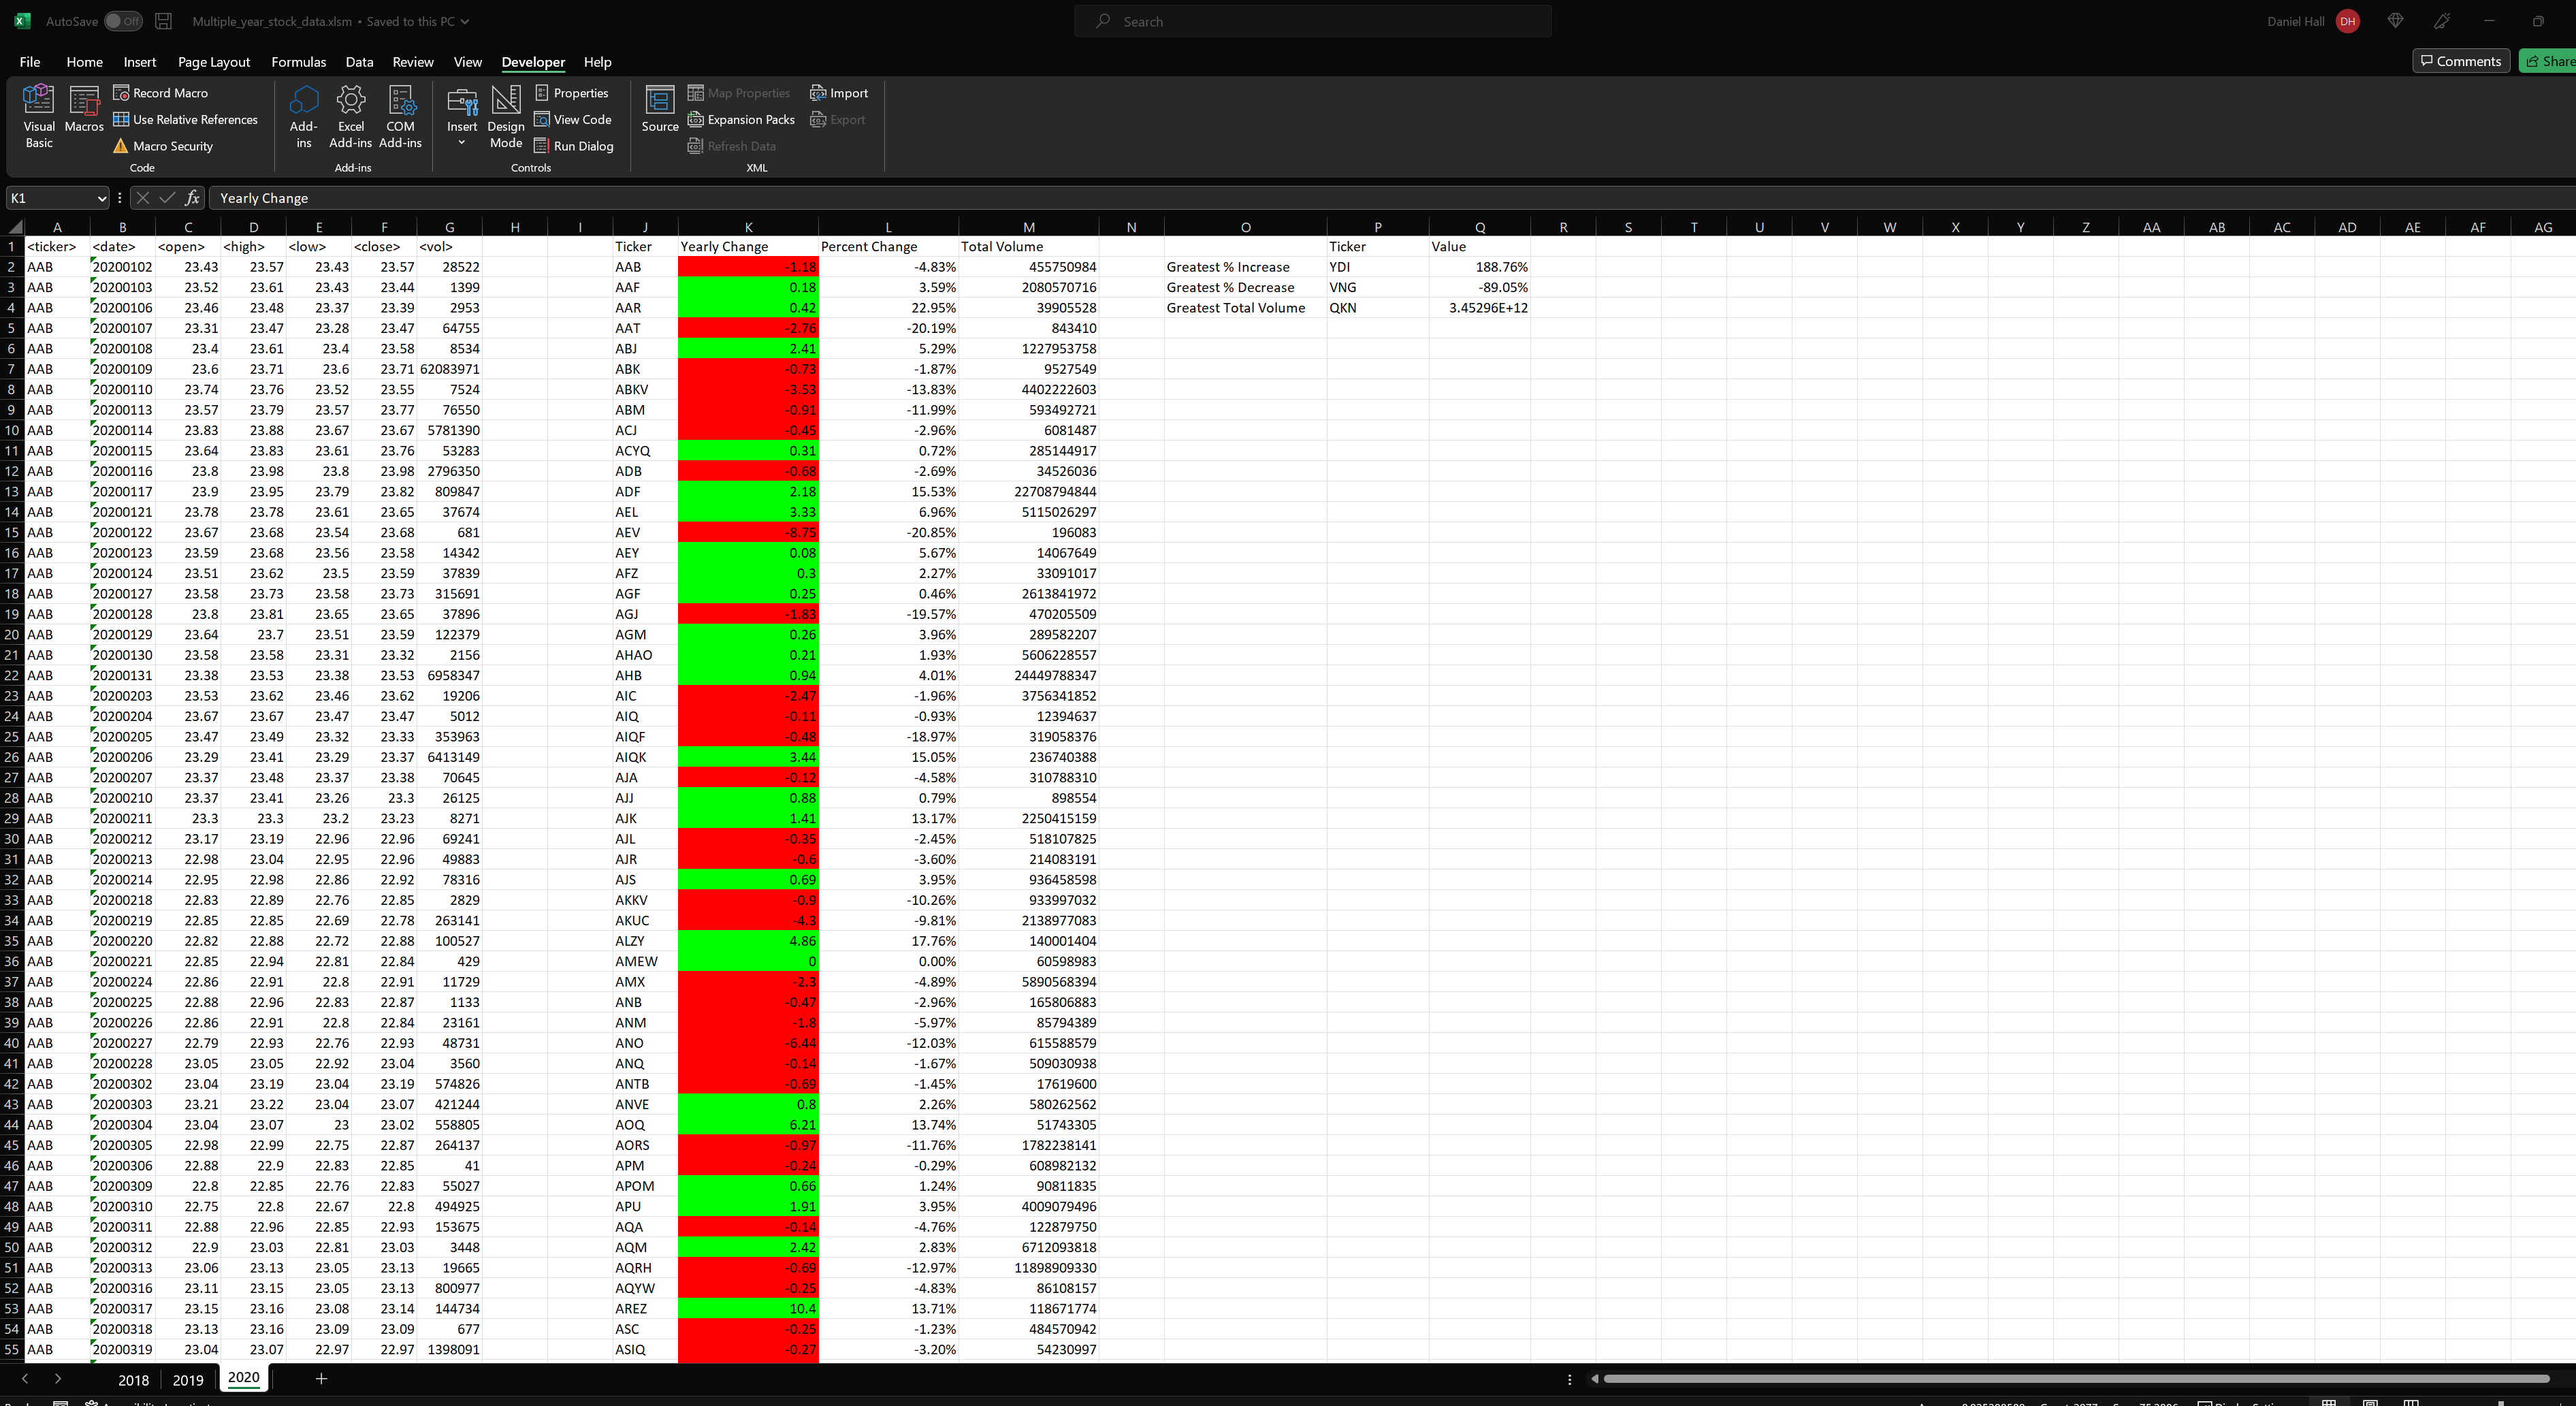 AutoSave Off Multiple_year_stock_data.xlsm • Saved to this PC Search Daniel Hall DH
File Home Insert Page Layout Formulas Data Review View Developer Help Comments Share
Visual Basic Macros Record Macro Use Relative References Macro Security Code
Add-ins Excel Add-ins COM Add-ins Add-ins
Insert Design Mode Properties View Code Run Dialog Controls
Source Map Properties Expansion Packs Refresh Data Import Export XML
K1 fx Yearly Change
A B C D E F G H I J K L M N O P Q R S T U V W X Y Z AA AB AC AD AE AF AG
1 <ticker> <date> <open> <high> <low> <close> <vol> Ticker Yearly Change Percent Change Total Volume Ticker Value
2 AAB 20200102 23.43 23.57 23.43 23.57 28522 AAB -1.18 -4.83% 455750984 Greatest % Increase YDI 188.76%
3 AAB 20200103 23.52 23.61 23.43 23.44 1399 AAF 0.18 3.59% 2080570716 Greatest % Decrease VNG -89.05%
4 AAB 20200106 23.46 23.48 23.37 23.39 2953 AAR 0.42 22.95% 39905528 Greatest Total Volume QKN 3.45296E+12
5 AAB 20200107 23.31 23.47 23.28 23.47 64755 AAT -2.76 -20.19% 843410
6 AAB 20200108 23.4 23.61 23.4 23.58 8534 ABJ 2.41 5.29% 1227953758
7 AAB 20200109 23.6 23.71 23.6 23.71 62083971 ABK -0.73 -1.87% 9527549
8 AAB 20200110 23.74 23.76 23.52 23.55 7524 ABKV -3.53 -13.83% 4402222603
9 AAB 20200113 23.57 23.79 23.57 23.77 76550 ABM -0.91 -11.99% 593492721
10 AAB 20200114 23.83 23.88 23.67 23.67 5781390 ACJ -0.45 -2.96% 6081487
11 AAB 20200115 23.64 23.83 23.61 23.76 53283 ACYQ 0.31 0.72% 285144917
12 AAB 20200116 23.8 23.98 23.8 23.98 2796350 ADB -0.68 -2.69% 34526036
13 AAB 20200117 23.9 23.95 23.79 23.82 809847 ADF 2.18 15.53% 22708794844
14 AAB 20200121 23.78 23.78 23.61 23.65 37674 AEL 3.33 6.96% 5115026297
15 AAB 20200122 23.67 23.68 23.54 23.68 681 AEV -8.75 -20.85% 196083
16 AAB 20200123 23.59 23.68 23.56 23.58 14342 AEY 0.08 5.67% 14067649
17 AAB 20200124 23.51 23.62 23.5 23.59 37839 AFZ 0.3 2.27% 33091017
18 AAB 20200127 23.58 23.73 23.58 23.73 315691 AGF 0.25 0.46% 2613841972
19 AAB 20200128 23.8 23.81 23.65 23.65 37896 AGJ -1.83 -19.57% 470205509
20 AAB 20200129 23.64 23.7 23.51 23.59 122379 AGM 0.26 3.96% 289582207
21 AAB 20200130 23.58 23.58 23.31 23.32 2156 AHAO 0.21 1.93% 5606228557
22 AAB 20200131 23.38 23.53 23.38 23.53 6958347 AHB 0.94 4.01% 24449788347
23 AAB 20200203 23.53 23.62 23.46 23.62 19206 AIC -2.47 -1.96% 3756341852
24 AAB 20200204 23.67 23.67 23.47 23.47 5012 AIQ -0.11 -0.93% 12394637
25 AAB 20200205 23.47 23.49 23.32 23.33 353963 AIQF -0.48 -18.97% 319058376
26 AAB 20200206 23.29 23.41 23.29 23.37 6413149 AIQK 3.44 15.05% 236740388
27 AAB 20200207 23.37 23.48 23.37 23.38 70645 AJA -0.12 -4.58% 310788310
28 AAB 20200210 23.37 23.41 23.26 23.3 26125 AJJ 0.88 0.79% 898554
29 AAB 20200211 23.3 23.3 23.2 23.23 8271 AJK 1.41 13.17% 2250415159
30 AAB 20200212 23.17 23.19 22.96 22.96 69241 AJL -0.35 -2.45% 518107825
31 AAB 20200213 22.98 23.04 22.95 22.96 49883 AJR -0.6 -3.60% 214083191
32 AAB 20200214 22.95 22.98 22.86 22.92 78316 AJS 0.69 3.95% 936458598
33 AAB 20200218 22.83 22.89 22.76 22.85 2829 AKKV -0.9 -10.26% 933997032
34 AAB 20200219 22.85 22.85 22.69 22.78 263141 AKUC -4.3 -9.81% 2138977083
35 AAB 20200220 22.82 22.88 22.72 22.88 100527 ALZY 4.86 17.76% 140001404
36 AAB 20200221 22.85 22.94 22.81 22.84 429 AMEW 0 0.00% 60598983
37 AAB 20200224 22.86 22.91 22.8 22.91 11729 AMX -2.3 -4.89% 5890568394
38 AAB 20200225 22.88 22.96 22.83 22.87 1133 ANB -0.47 -2.96% 165806883
39 AAB 20200226 22.86 22.91 22.8 22.84 23161 ANM -1.8 -5.97% 85794389
40 AAB 20200227 22.79 22.93 22.76 22.93 48731 ANO -6.44 -12.03% 615588579
41 AAB 20200228 23.05 23.05 22.92 23.04 3560 ANQ -0.14 -1.67% 509030938
42 AAB 20200302 23.04 23.19 23.04 23.19 574826 ANTB -0.69 -1.45% 17619600
43 AAB 20200303 23.21 23.22 23.04 23.07 421244 ANVE 0.8 2.26% 580262562
44 AAB 20200304 23.04 23.07 23 23.02 558805 AOQ 6.21 13.74% 51743305
45 AAB 20200305 22.98 22.99 22.75 22.87 264137 AORS -0.97 -11.76% 1782238141
46 AAB 20200306 22.88 22.9 22.83 22.85 41 APM -0.24 -0.29% 608982132
47 AAB 20200309 22.8 22.85 22.76 22.83 55027 APOM 0.66 1.24% 90811835
48 AAB 20200310 22.75 22.8 22.67 22.8 494925 APU 1.91 3.95% 4009079496
49 AAB 20200311 22.88 22.96 22.85 22.93 153675 AQA -0.14 -4.76% 122879750
50 AAB 20200312 22.9 23.03 22.81 23.03 3448 AQM 2.42 2.83% 6712093818
51 AAB 20200313 23.06 23.13 23.05 23.13 19665 AQRH -0.69 -12.97% 11898909330
52 AAB 20200316 23.11 23.15 23.05 23.13 800977 AQYW -0.25 -4.83% 86108157
53 AAB 20200317 23.15 23.16 23.08 23.14 144734 AREZ 10.4 13.71% 118671774
54 AAB 20200318 23.13 23.16 23.09 23.09 677 ASC -0.25 -1.23% 484570942
55 AAB 20200319 23.04 23.07 22.97 22.97 1398091 ASIQ -0.27 -3.20% 54230997
2018 2019 2020